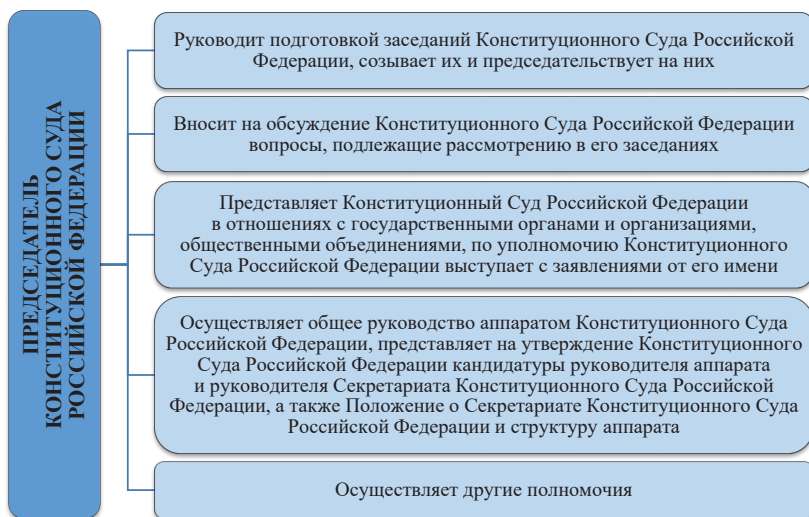 ПРЕДСЕДАТЕЛЬ
КОНСТИТУЦИОННОГО СУДА
РОССИЙСКОЙ ФЕДЕРАЦИИ
Руководит подготовкой заседаний Конституционного Суда Российской
Федерации, созывает их и председательствует на них
Вносит на обсуждение Конституционного Суда Российской Федерации
вопросы, подлежащие рассмотрению в его заседаниях
Представляет Конституционный Суд Российской Федерации
в отношениях с государственными органами и организациями,
общественными объединениями, по уполномочию Конституционного
Суда Российской Федерации выступает с заявлениями от его имени
Осуществляет общее руководство аппаратом Конституционного Суда
Российской Федерации, представляет на утверждение Конституционного
Суда Российской Федерации кандидатуры руководителя аппарата
и руководителя Секретариата Конституционного Суда Российской
Федерации, а также Положение о Секретариате Конституционного Суда
Российской Федерации и структуру аппарата
Осуществляет другие полномочия